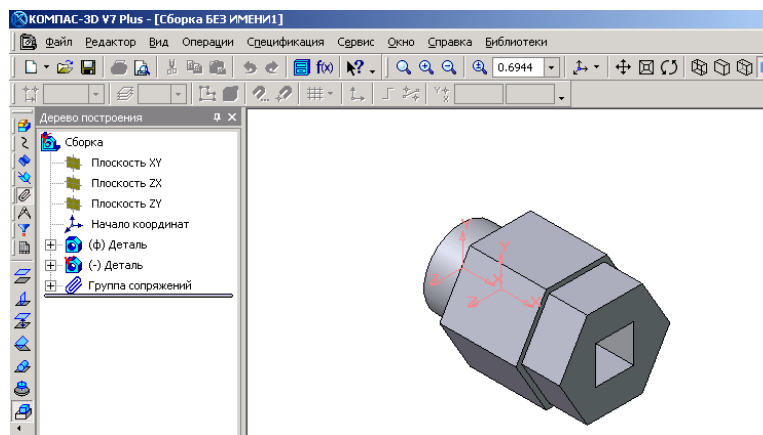 КОМПАС-3D V7 Plus - [Сборка БЕЗ ИМЕНИ1]
Файл Редактор Вид Операции Спецификация Сервис Окно Справка Библиотеки
f(x) 0.6944
Дерево построения
Сборка
Плоскость XY
Плоскость ZX
Плоскость ZY
Начало координат
(ф) Деталь
(-) Деталь
Группа сопряжений
Y
Y
Z X
Z X